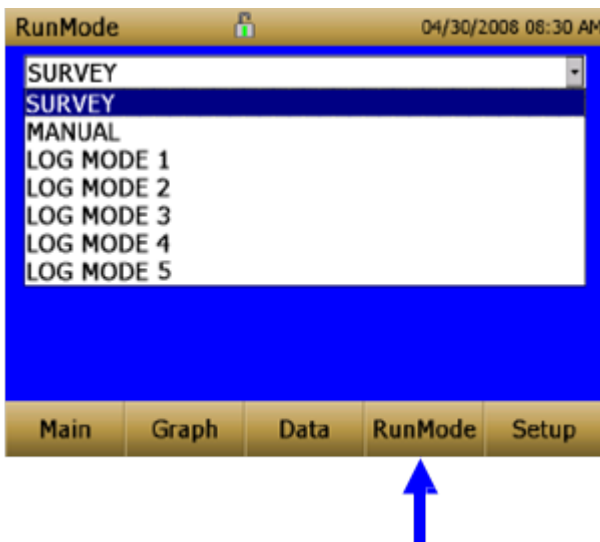 RunMode 04/30/2008 08:30 AM
SURVEY
SURVEY
MANUAL
LOG MODE 1
LOG MODE 2
LOG MODE 3
LOG MODE 4
LOG MODE 5
Main Graph Data RunMode Setup